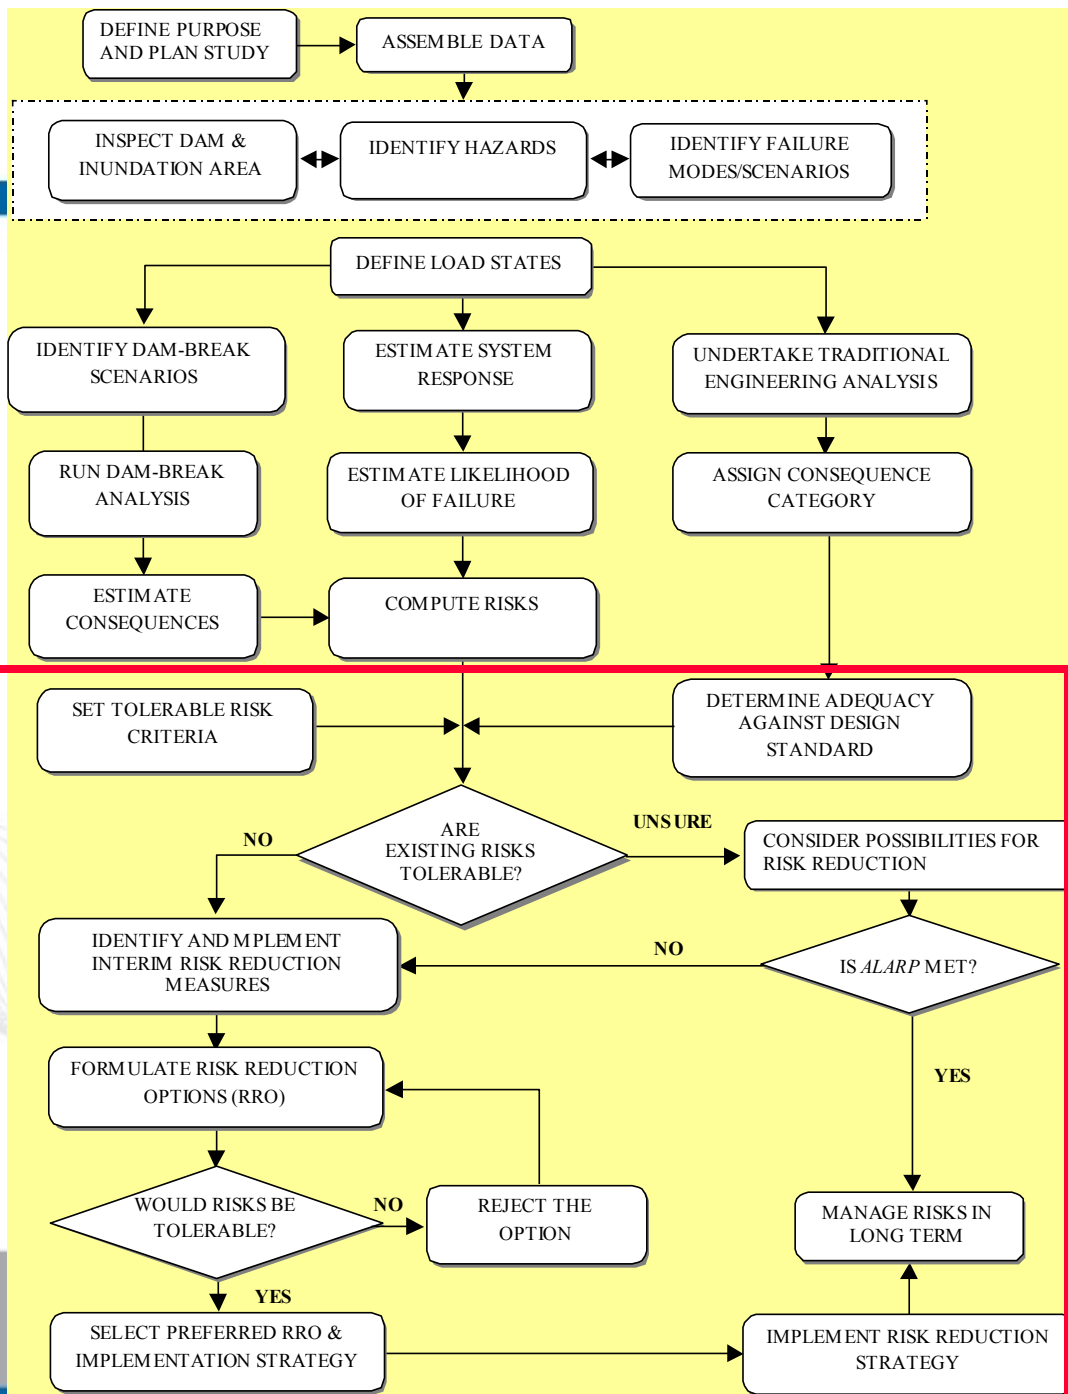 DEFINE PURPOSE
AND PLAN STUDY
ASSEMBLE DATA
INSPECT DAM &
INUNDATION AREA
IDENTIFY HAZARDS
IDENTIFY FAILURE
MODES/SCENARIOS
DEFINE LOAD STATES
IDENTIFY DAM-BREAK
SCENARIOS
ESTIMATE SYSTEM
RESPONSE
UNDERTAKE TRADITIONAL
ENGINEERING ANALYSIS
RUN DAM-BREAK
ANALYSIS
ESTIMATE LIKELIHOOD
OF FAILURE
ASSIGN CONSEQUENCE
CATEGORY
ESTIMATE
CONSEQUENCES
COMPUTE RISKS
SET TOLERABLE RISK
CRITERIA
DETERMINE ADEQUACY
AGAINST DESIGN
STANDARD
ARE
EXISTING RISKS
TOLERABLE?
NO
UNSURE
CONSIDER POSSIBILITIES FOR
RISK REDUCTION
IDENTIFY AND MPLEMENT
INTERIM RISK REDUCTION
MEASURES
NO
IS ALARP MET?
YES
FORMULATE RISK REDUCTION
OPTIONS (RRO)
WOULD RISKS BE
TOLERABLE?
NO
REJECT THE
OPTION
MANAGE RISKS IN
LONG TERM
YES
SELECT PREFERRED RRO &
IMPLEMENTATION STRATEGY
IMPLEMENT RISK REDUCTION
STRATEGY